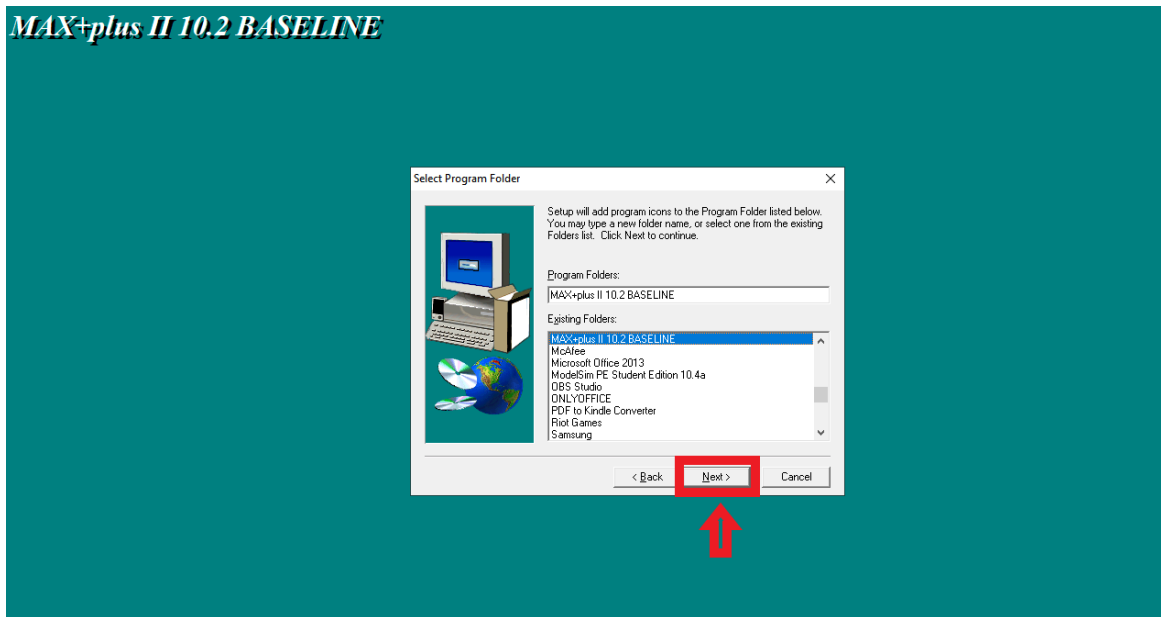 MAX+plus II 10.2 BASELINE
Select Program Folder
Setup will add program icons to the Program Folder listed below.
You may type a new folder name, or select one from the existing
Folders list. Click Next to continue.
Program Folders:
MAX+plus II 10.2 BASELINE
Existing Folders:
MAX+plus II 10.2 BASELINE
McAfee
Microsoft Office 2013
ModelSim PE Student Edition 10.4a
OBS Studio
ONLYOFFICE
PDF to Kindle Converter
Riot Games
Samsung
< Back
Next >
Cancel